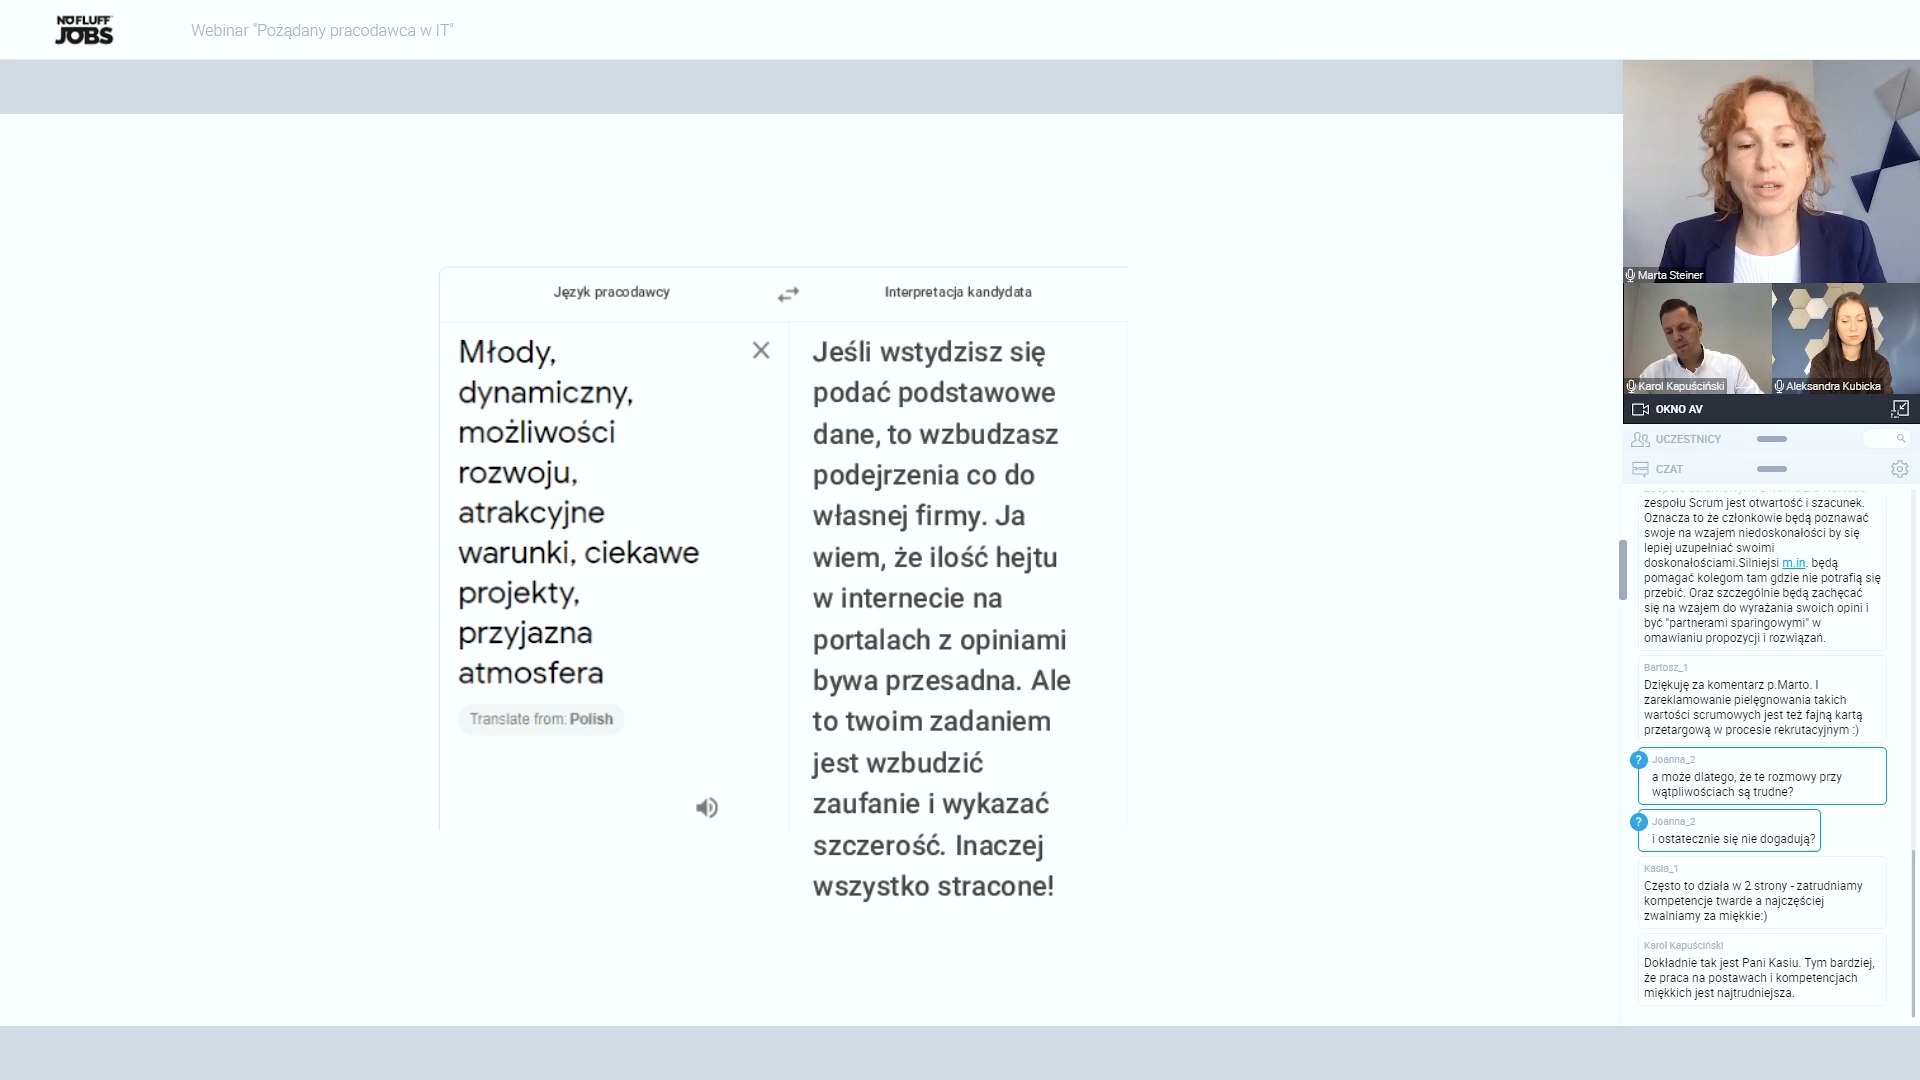 NO FLUFF
JOBS
Webinar "Pożądany pracodawca w IT"
Język pracodawcy
Interpretacja kandydata
Młody,
dynamiczny,
możliwości
rozwoju,
atrakcyjne
warunki, ciekawe
projekty,
przyjazna
atmosfera
Translate from: Polish
Jeśli wstydzisz się
podać podstawowe
dane, to wzbudzasz
podejrzenia co do
własnej firmy. Ja
wiem, że ilość hejtu
w internecie na
portalach z opiniami
bywa przesadna. Ale
to twoim zadaniem
jest wzbudzić
zaufanie i wykazać
szczerość. Inaczej
wszystko stracone!
Marta Steiner
Karol Kapuściński
Aleksandra Kubicka
OKNO AV
UCZESTNICY
CZAT
zespołu Scrum jest otwartość i szacunek.
Oznacza to że członkowie będą poznawać
swoje na wzajem niedoskonałości by się
lepiej uzupełniać swoimi
doskonałościami.Silniejsi m.in. będą
pomagać kolegom tam gdzie nie potrafią się
przebić. Oraz szczególnie będą zachęcać
się na wzajem do wyrażania swoich opini i
być "partnerami sparingowymi" w
omawianiu propozycji i rozwiązań.
Bartosz_1
Dziękuję za komentarz p.Marto. I
zareklamowanie pielęgnowania takich
wartości scrumowych jest też fajną kartą
przetargową w procesie rekrutacyjnym :)
Joanna_2
a może dlatego, że te rozmowy przy
wątpliwościach są trudne?
Joanna_2
i ostatecznie się nie dogadują?
Kasia_1
Często to działa w 2 strony - zatrudniamy
kompetencje twarde a najczęściej
zwalniamy za miękkie:)
Karol Kapuściński
Dokładnie tak jest Pani Kasiu. Tym bardziej,
że praca na postawach i kompetencjach
miękkich jest najtrudniejsza.